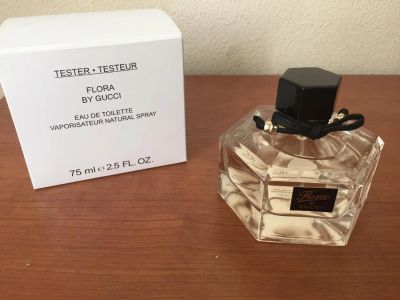 TESTER • TESTEUR
FLORA
BY GUCCI
EAU DE TOILETTE
VAPORISATEUR NATURAL SPRAY
75 ml e 2.5 FL. OZ.
Flora
by
GUCCI